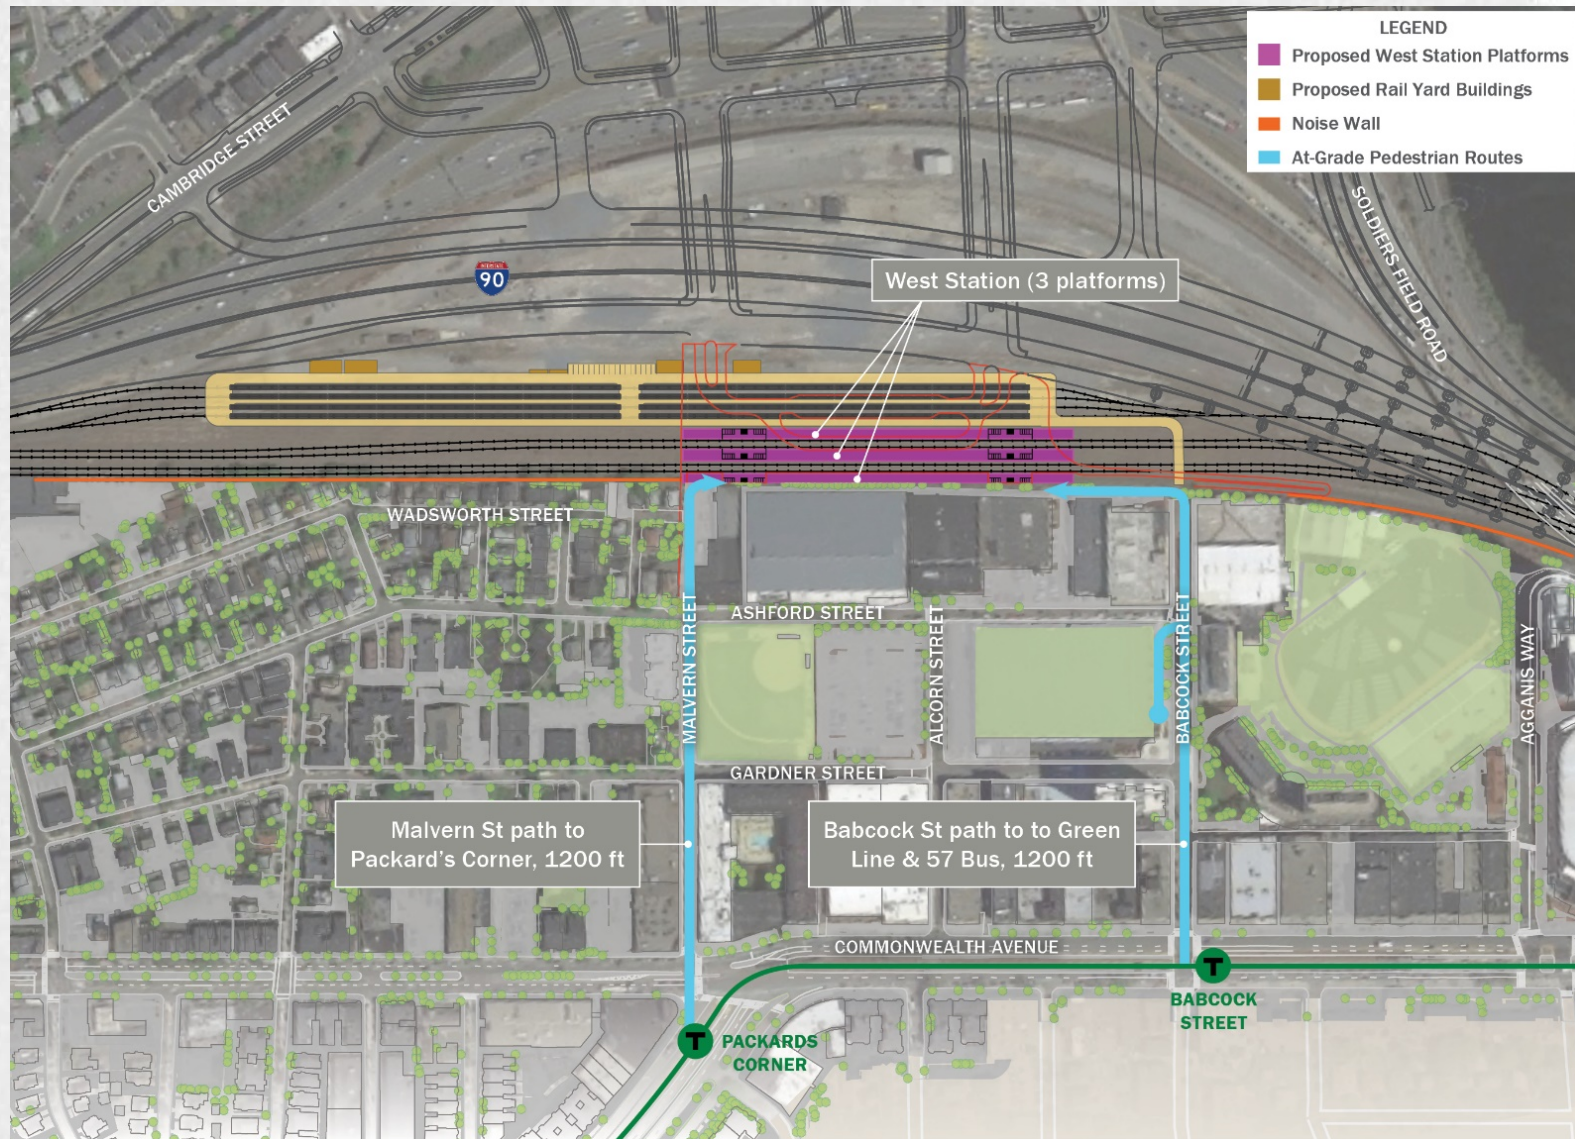 LEGEND
Proposed West Station Platforms
Proposed Rail Yard Buildings
Noise Wall
At-Grade Pedestrian Routes
CAMBRIDGE STREET
SOLDIERS FIELD ROAD
INTERSTATE
90
West Station (3 platforms)
WADSWORTH STREET
ASHFORD STREET
MALVERN STREET
ALCORN STREET
BABCOCK STREET
AGGANIS WAY
GARDNER STREET
Malvern St path to
Packard's Corner, 1200 ft
Babcock St path to to Green
Line & 57 Bus, 1200 ft
COMMONWEALTH AVENUE
T
BABCOCK
STREET
T
PACKARDS
CORNER